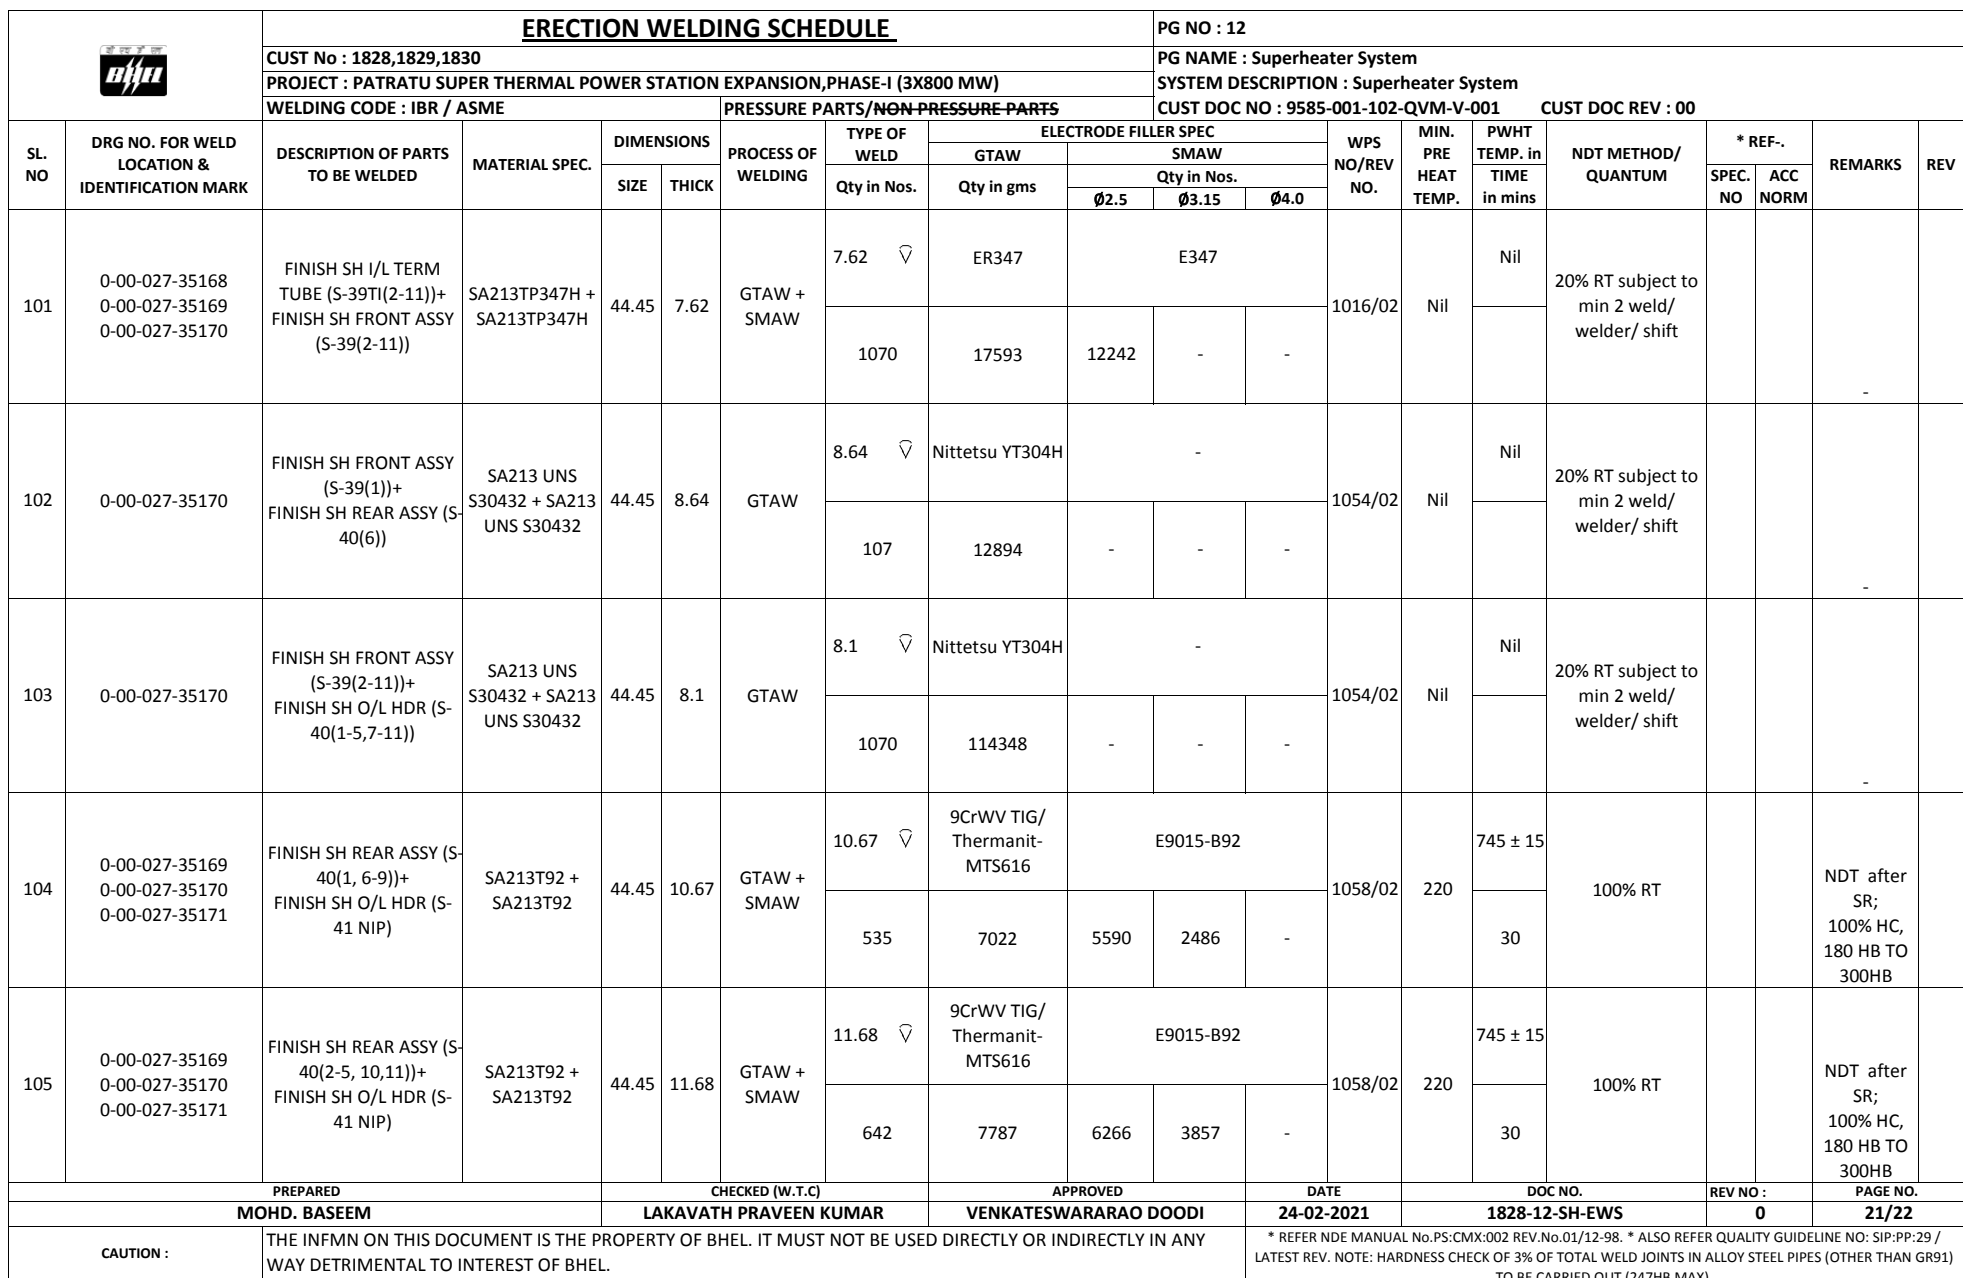 ERECTION WELDING SCHEDULE
PG NO : 12
BHEL
CUST No : 1828,1829,1830
PG NAME : Superheater System
PROJECT : PATRATU SUPER THERMAL POWER STATION EXPANSION,PHASE-I (3X800 MW)
SYSTEM DESCRIPTION : Superheater System
WELDING CODE : IBR / ASME
PRESSURE PARTS/NON PRESSURE PARTS
CUST DOC NO : 9585-001-102-QVM-V-001 CUST DOC REV : 00
SL.
NO
DRG NO. FOR WELD
LOCATION &
IDENTIFICATION MARK
DESCRIPTION OF PARTS
TO BE WELDED
MATERIAL SPEC.
DIMENSIONS
SIZE
THICK
PROCESS OF
WELDING
TYPE OF
WELD
Qty in Nos.
ELECTRODE FILLER SPEC
GTAW
Qty in gms
SMAW
Qty in Nos.
Ø2.5
Ø3.15
Ø4.0
WPS
NO/REV
NO.
MIN.
PRE
HEAT
TEMP.
PWHT
TEMP. in
TIME
in mins
NDT METHOD/
QUANTUM
* REF-.
SPEC.
NO
ACC
NORM
REMARKS
REV
101
0-00-027-35168
0-00-027-35169
0-00-027-35170
FINISH SH I/L TERM
TUBE (S-39TI(2-11))+
FINISH SH FRONT ASSY
(S-39(2-11))
SA213TP347H +
SA213TP347H
44.45
7.62
GTAW +
SMAW
7.62
1070
ER347
17593
E347
12242
-
-
1016/02
Nil
Nil
20% RT subject to
min 2 weld/
welder/ shift
-
102
0-00-027-35170
FINISH SH FRONT ASSY
(S-39(1))+
FINISH SH REAR ASSY (S-
40(6))
SA213 UNS
S30432 + SA213
UNS S30432
44.45
8.64
GTAW
8.64
107
Nittetsu YT304H
12894
-
-
-
-
1054/02
Nil
Nil
20% RT subject to
min 2 weld/
welder/ shift
-
103
0-00-027-35170
FINISH SH FRONT ASSY
(S-39(2-11))+
FINISH SH O/L HDR (S-
40(1-5,7-11))
SA213 UNS
S30432 + SA213
UNS S30432
44.45
8.1
GTAW
8.1
1070
Nittetsu YT304H
114348
-
-
-
-
1054/02
Nil
Nil
20% RT subject to
min 2 weld/
welder/ shift
-
104
0-00-027-35169
0-00-027-35170
0-00-027-35171
FINISH SH REAR ASSY (S-
40(1, 6-9))+
FINISH SH O/L HDR (S-
41 NIP)
SA213T92 +
SA213T92
44.45
10.67
GTAW +
SMAW
10.67
535
9CrWV TIG/
Thermanit-
MTS616
7022
E9015-B92
5590
2486
-
1058/02
220
745 ± 15
30
100% RT
NDT after
SR;
100% HC,
180 HB TO
300HB
105
0-00-027-35169
0-00-027-35170
0-00-027-35171
FINISH SH REAR ASSY (S-
40(2-5, 10,11))+
FINISH SH O/L HDR (S-
41 NIP)
SA213T92 +
SA213T92
44.45
11.68
GTAW +
SMAW
11.68
642
9CrWV TIG/
Thermanit-
MTS616
7787
E9015-B92
6266
3857
-
1058/02
220
745 ± 15
30
100% RT
NDT after
SR;
100% HC,
180 HB TO
300HB
PREPARED
CHECKED (W.T.C)
APPROVED
DATE
DOC NO.
REV NO :
PAGE NO.
MOHD. BASEEM
LAKAVATH PRAVEEN KUMAR
VENKATESWARARAO DOODI
24-02-2021
1828-12-SH-EWS
0
21/22
CAUTION :
THE INFMN ON THIS DOCUMENT IS THE PROPERTY OF BHEL. IT MUST NOT BE USED DIRECTLY OR INDIRECTLY IN ANY
WAY DETRIMENTAL TO INTEREST OF BHEL.
* REFER NDE MANUAL No.PS:CMX:002 REV.No.01/12-98. * ALSO REFER QUALITY GUIDELINE NO: SIP:PP:29 /
LATEST REV. NOTE: HARDNESS CHECK OF 3% OF TOTAL WELD JOINTS IN ALLOY STEEL PIPES (OTHER THAN GR91)
TO BE CARRIED OUT (247HB MAX)